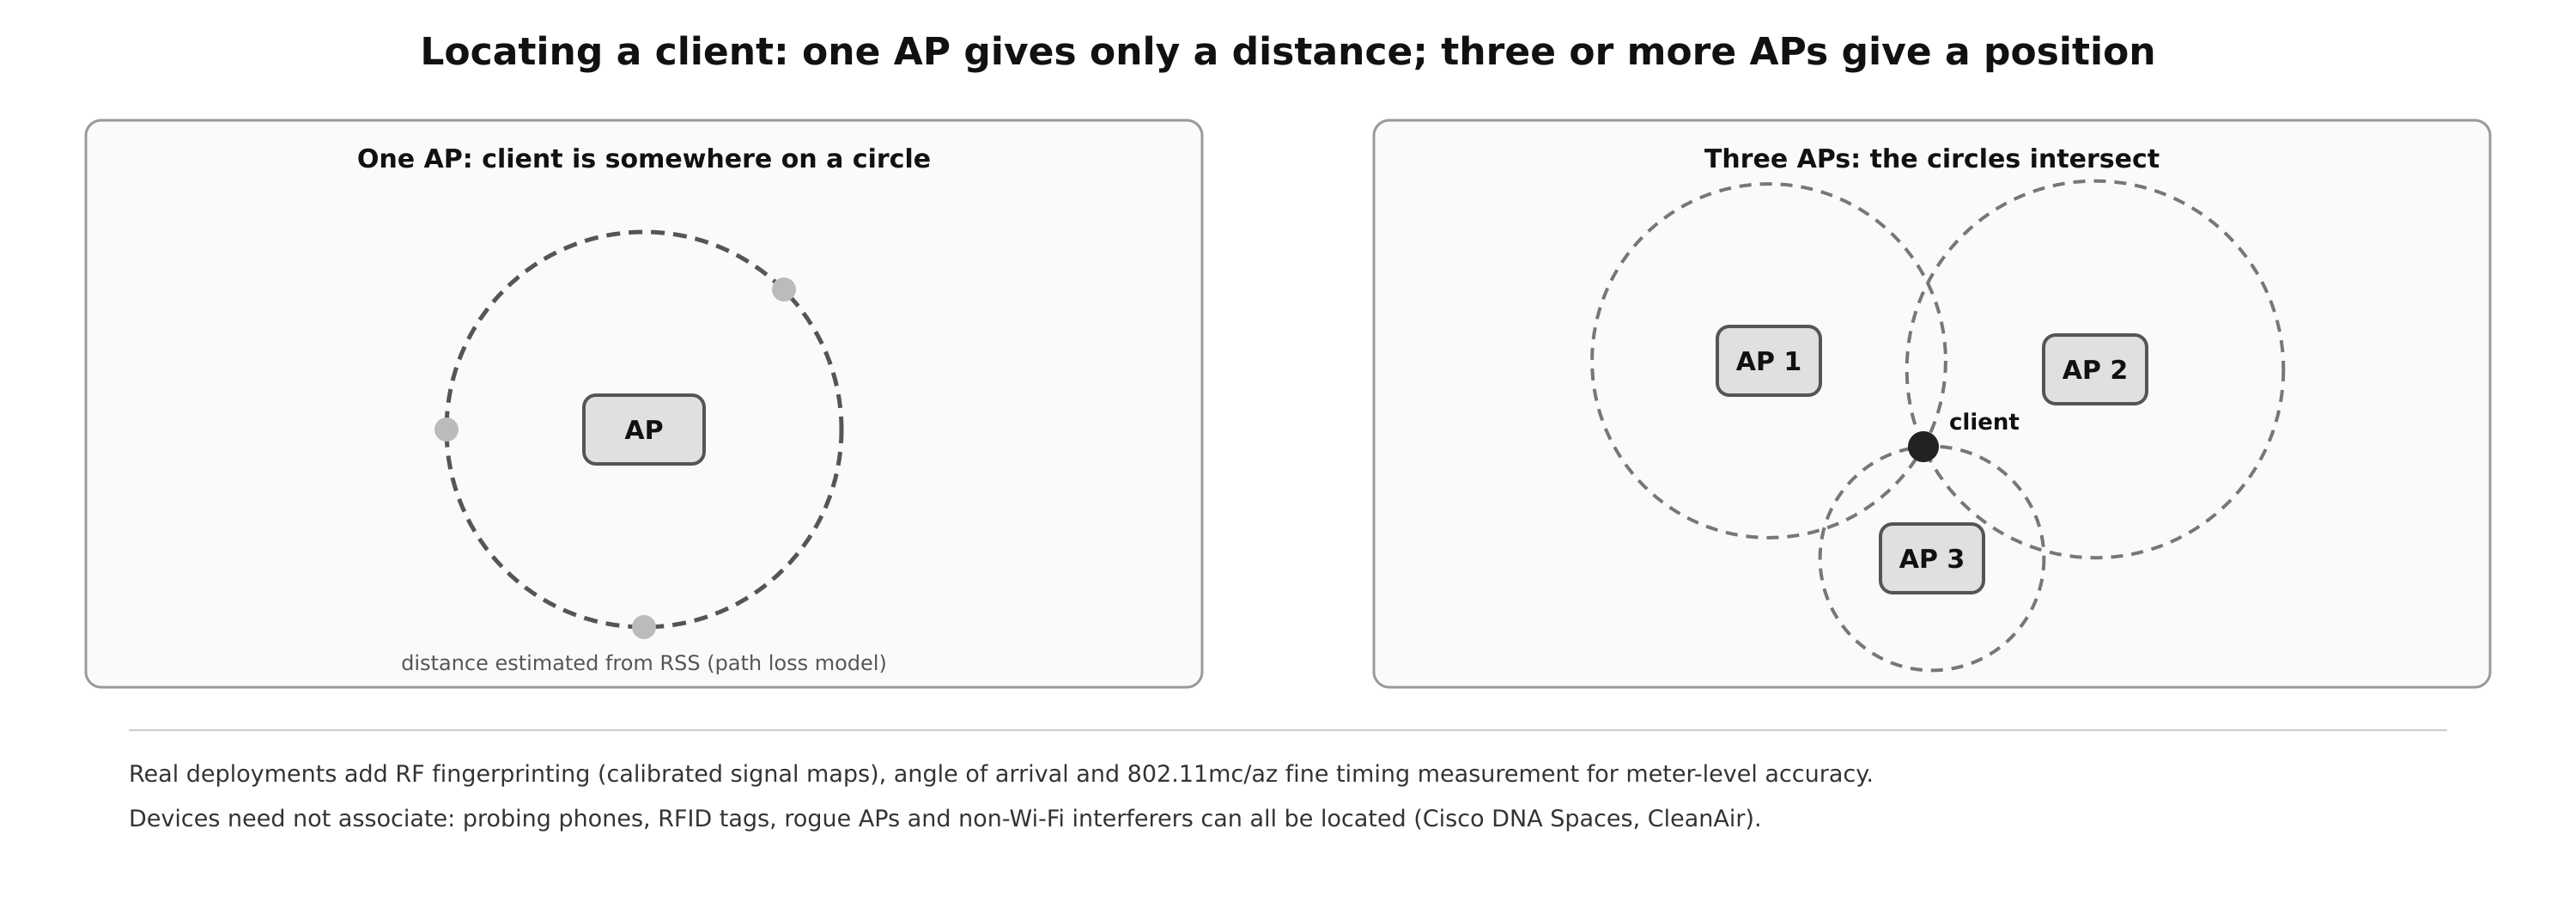 Locating a client: one AP gives only a distance; three or more APs give a position
One AP: client is somewhere on a circle
AP
distance estimated from RSS (path loss model)
Three APs: the circles intersect
AP 1
AP 2
client
AP 3
Real deployments add RF fingerprinting (calibrated signal maps), angle of arrival and 802.11mc/az fine timing measurement for meter-level accuracy.
Devices need not associate: probing phones, RFID tags, rogue APs and non-Wi-Fi interferers can all be located (Cisco DNA Spaces, CleanAir).